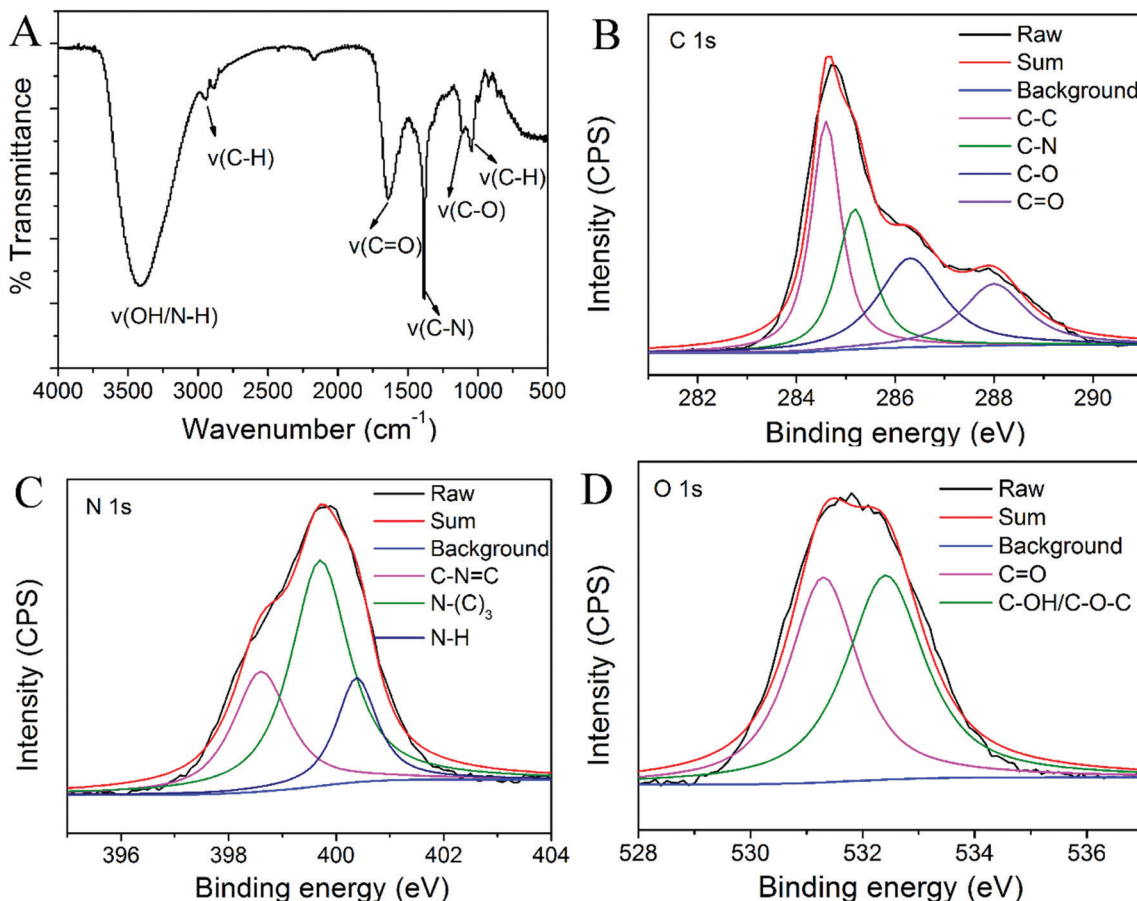 A
% Transmittance
ν(C-H)
ν(C-H)
ν(C-O)
ν(C=O)
ν(C-N)
ν(OH/N-H)
4000 3500 3000 2500 2000 1500 1000 500
Wavenumber (cm⁻¹)
B
C 1s
Raw
Sum
Background
C-C
C-N
C-O
C=O
Intensity (CPS)
282 284 286 288 290
Binding energy (eV)
C
N 1s
Raw
Sum
Background
C-N=C
N-(C)₃
N-H
Intensity (CPS)
396 398 400 402 404
Binding energy (eV)
D
O 1s
Raw
Sum
Background
C=O
C-OH/C-O-C
Intensity (CPS)
528 530 532 534 536
Binding energy (eV)